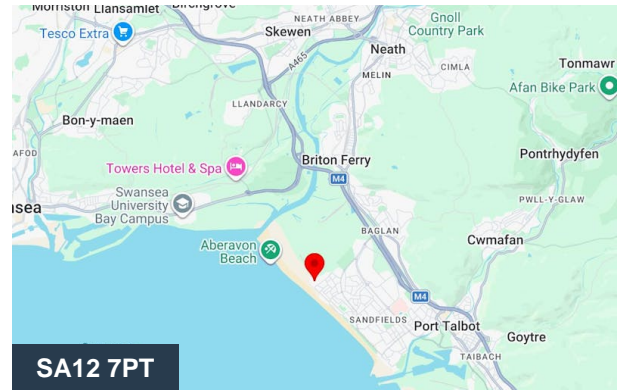 Morriston
Llansamlet
Birchgrove
NEATH ABBEY
Gnoll
Country Park
Tesco Extra
Skewen
Neath
A465
MELIN
CIMLA
Tonmawr
Afan Bike Park
LLANDARCY
Bon-y-maen
AFOD
Briton Ferry
Pontrhydyfen
Towers Hotel & Spa
M4
Swansea
University
Bay Campus
nsea
PWLL-Y-GLAW
BAGLAN
Cwmafan
Aberavon
Beach
M4
SANDFIELDS
Port Talbot
Goytre
TAIBACH
SA12 7PT